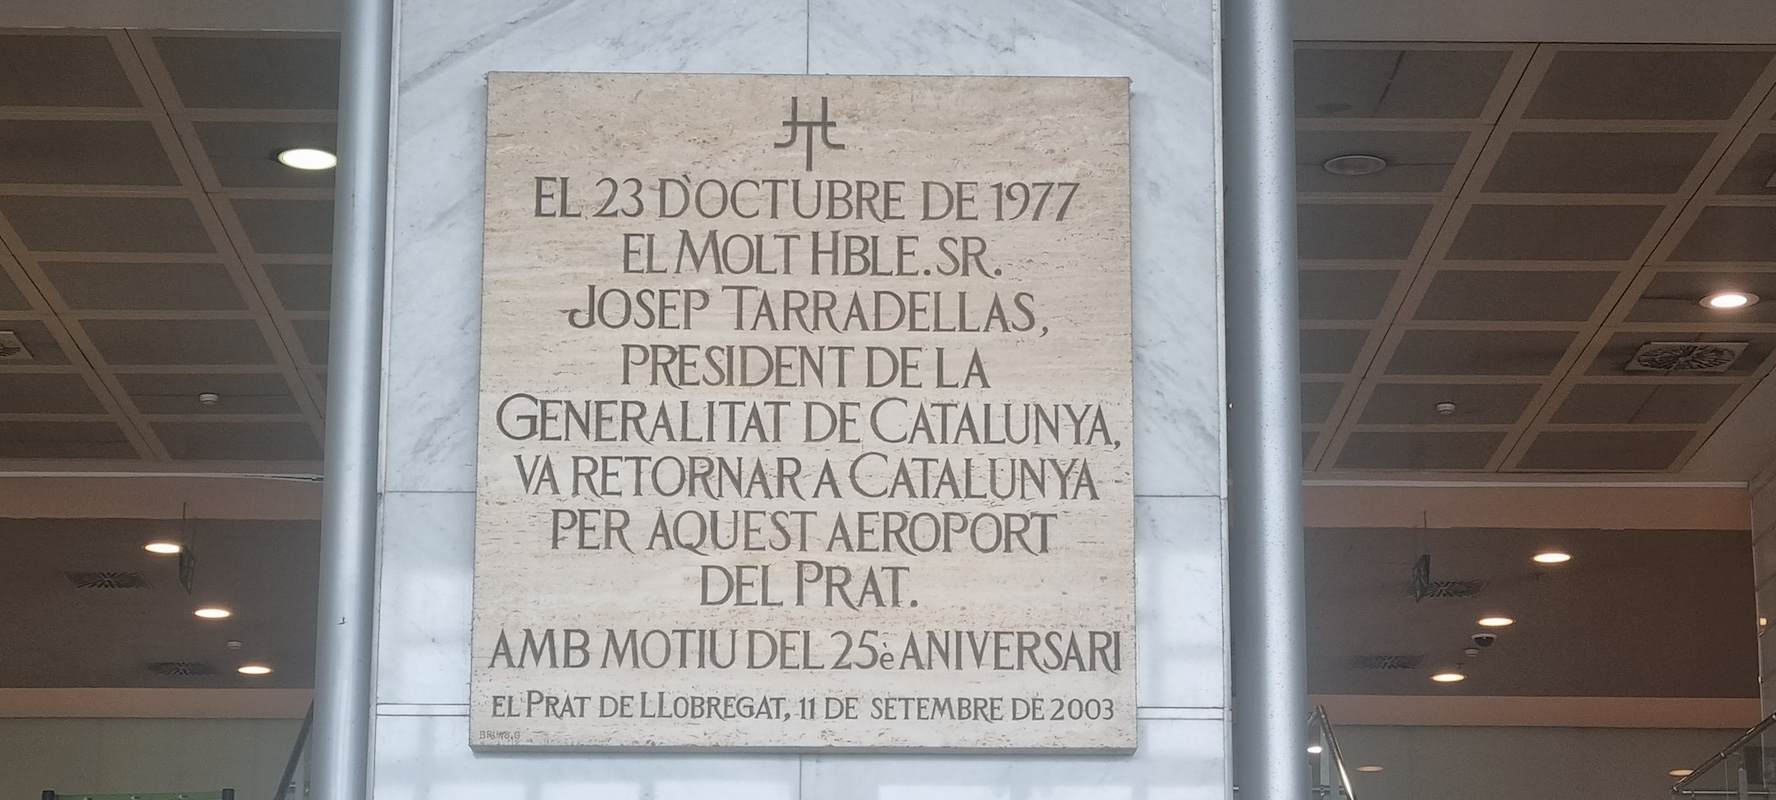 EL 23 D'OCTUBRE DE 1977
EL MOLT HBLE. SR.
JOSEP TARRADELLAS,
PRESIDENT DE LA
GENERALITAT DE CATALUNYA,
VA RETORNAR A CATALUNYA
PER AQUEST AEROPORT
DEL PRAT.
AMB MOTIU DEL 25è ANIVERSARI
EL PRAT DE LLOBREGAT, 11 DE SETEMBRE DE 2003